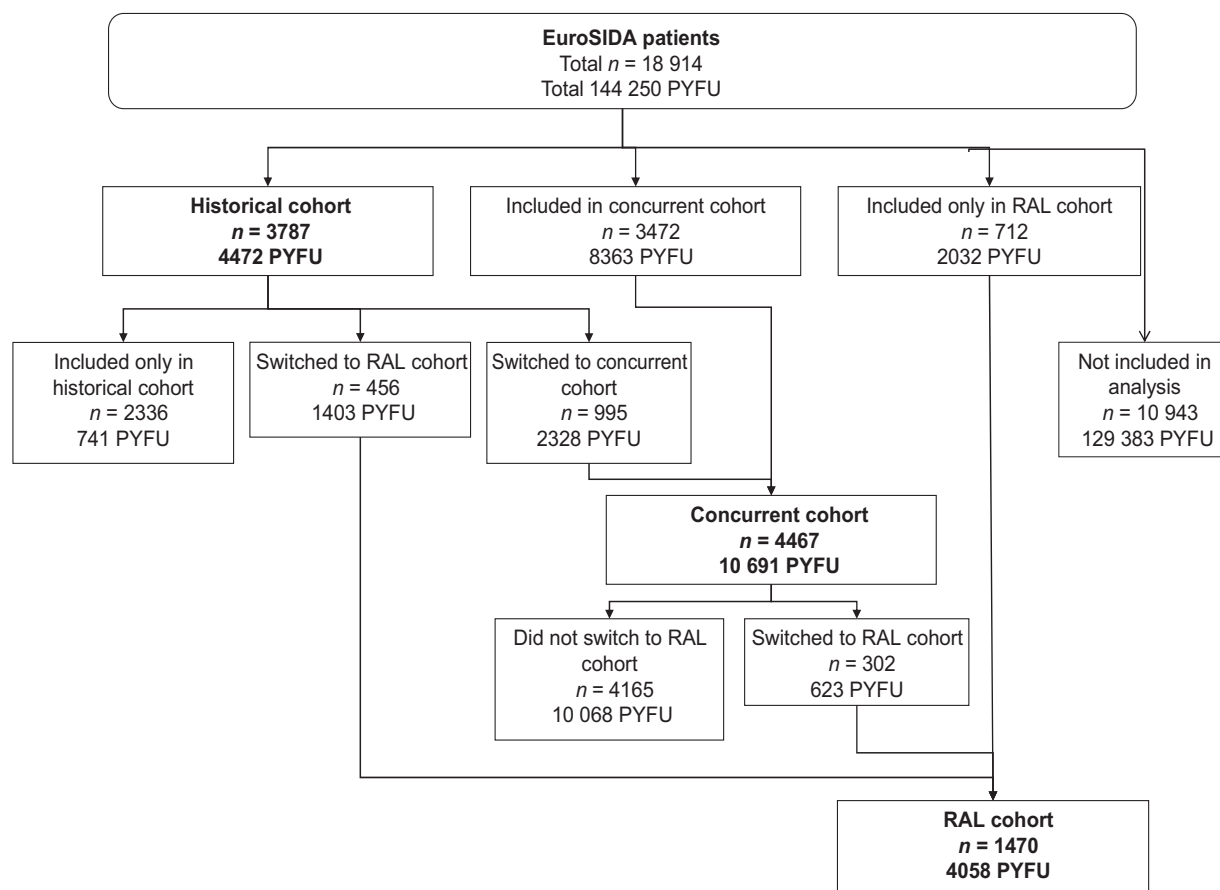 EuroSIDA patients
Total n = 18 914
Total 144 250 PYFU
Historical cohort
n = 3787
4472 PYFU
Included in concurrent cohort
n = 3472
8363 PYFU
Included only in RAL cohort
n = 712
2032 PYFU
Included only in
historical cohort
n = 2336
741 PYFU
Switched to RAL cohort
n = 456
1403 PYFU
Switched to concurrent
cohort
n = 995
2328 PYFU
Not included in
analysis
n = 10 943
129 383 PYFU
Concurrent cohort
n = 4467
10 691 PYFU
Did not switch to RAL
cohort
n = 4165
10 068 PYFU
Switched to RAL cohort
n = 302
623 PYFU
RAL cohort
n = 1470
4058 PYFU